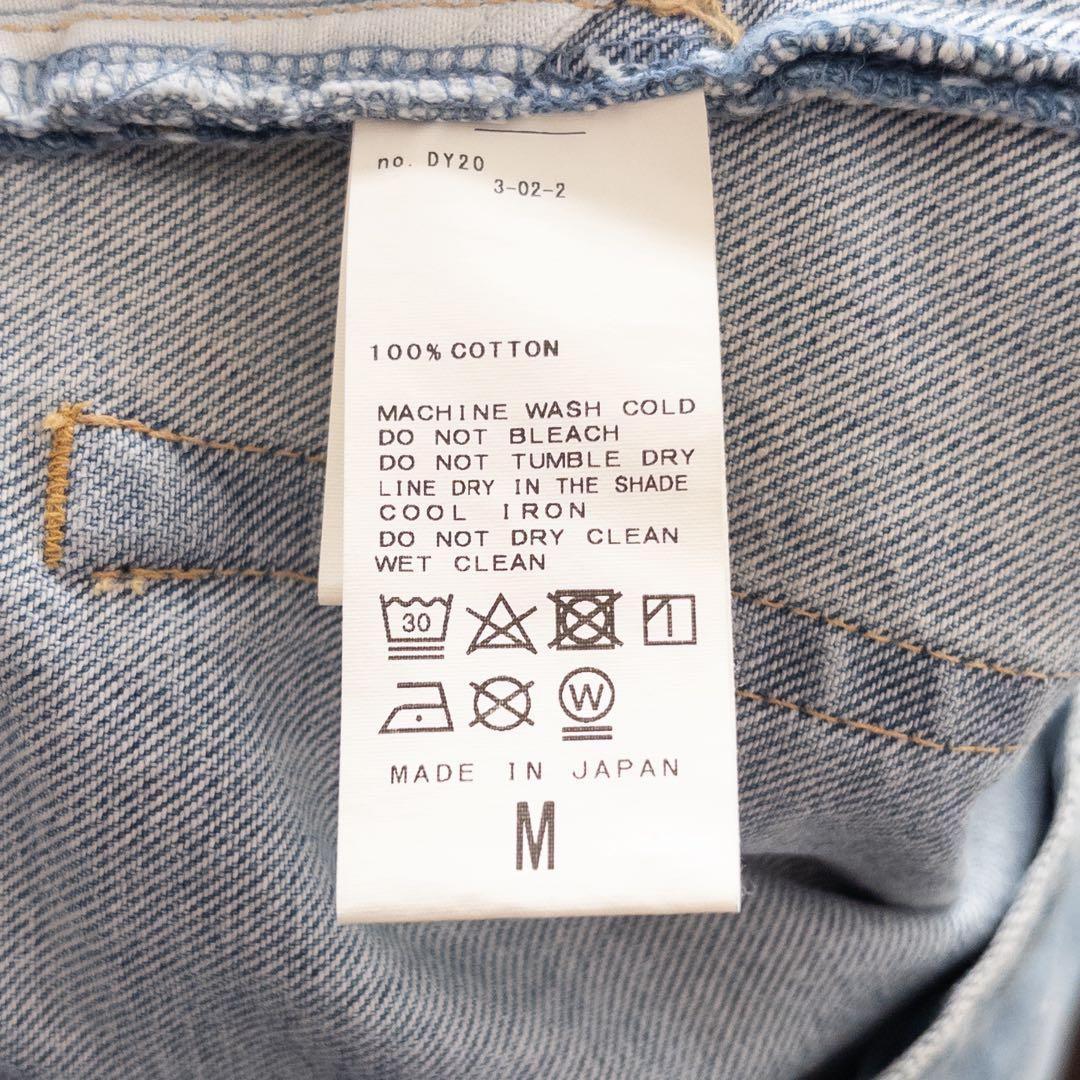 no. DY20
3-02-2
100% COTTON
MACHINE WASH COLD
DO NOT BLEACH
DO NOT TUMBLE DRY
LINE DRY IN THE SHADE
COOL IRON
DO NOT DRY CLEAN
WET CLEAN
30
W
MADE IN JAPAN
M